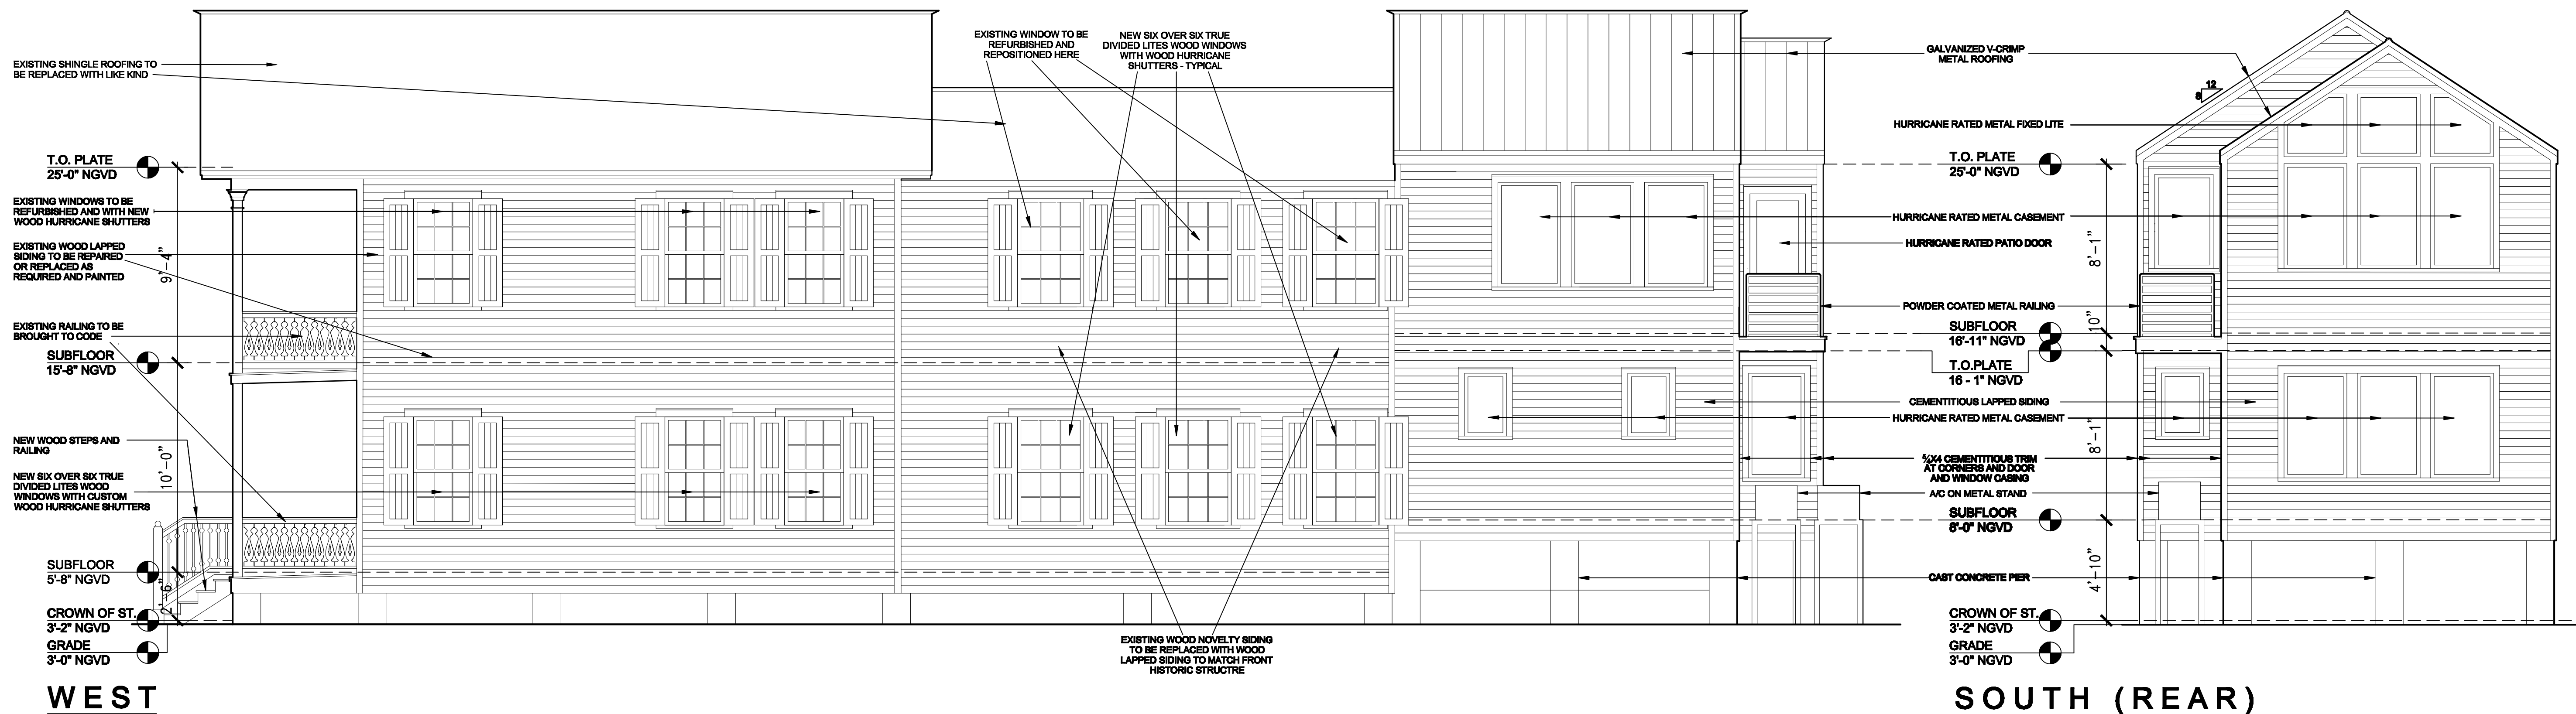 EXISTING SHINGLE ROOFING TO
BE REPLACED WITH LIKE KIND
T.O. PLATE
25'-0" NGVD
EXISTING WINDOWS TO BE
REFURBISHED AND WITH NEW
WOOD HURRICANE SHUTTERS
EXISTING WOOD LAPPED
SIDING TO BE REPAIRED
OR REPLACED AS
REQUIRED AND PAINTED
9'-4"
EXISTING RAILING TO BE
BROUGHT TO CODE
SUBFLOOR
15'-8" NGVD
NEW WOOD STEPS AND
RAILING
10'-0"
NEW SIX OVER SIX TRUE
DIVIDED LITES WOOD
WINDOWS WITH CUSTOM
WOOD HURRICANE SHUTTERS
SUBFLOOR
5'-8" NGVD
2'-6"
CROWN OF ST.
3'-2" NGVD
GRADE
3'-0" NGVD
WEST
EXISTING WINDOW TO BE
REFURBISHED AND
REPOSITIONED HERE
NEW SIX OVER SIX TRUE
DIVIDED LITES WOOD WINDOWS
WITH WOOD HURRICANE
SHUTTERS - TYPICAL
EXISTING WOOD NOVELTY SIDING
TO BE REPLACED WITH WOOD
LAPPED SIDING TO MATCH FRONT
HISTORIC STRUCTRE
GALVANIZED V-CRIMP
METAL ROOFING
12
8
HURRICANE RATED METAL FIXED LITE
T.O. PLATE
25'-0" NGVD
HURRICANE RATED METAL CASEMENT
HURRICANE RATED PATIO DOOR
8'-1"
POWDER COATED METAL RAILING
SUBFLOOR
16'-11" NGVD
10"
T.O.PLATE
16 - 1" NGVD
CEMENTITIOUS LAPPED SIDING
HURRICANE RATED METAL CASEMENT
8'-1"
5/4X4 CEMENTITIOUS TRIM
AT CORNERS AND DOOR
AND WINDOW CASING
A/C ON METAL STAND
SUBFLOOR
8'-0" NGVD
CAST CONCRETE PIER
4'-10"
CROWN OF ST.
3'-2" NGVD
GRADE
3'-0" NGVD
SOUTH (REAR)